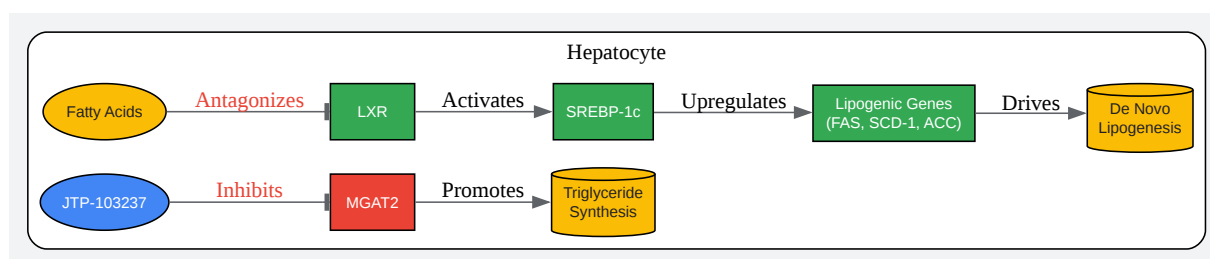 Hepatocyte
Fatty Acids
Antagonizes
LXR
Activates
SREBP-1c
Upregulates
Lipogenic Genes
(FAS, SCD-1, ACC)
Drives
De Novo
Lipogenesis
JTP-103237
Inhibits
MGAT2
Promotes
Triglyceride
Synthesis